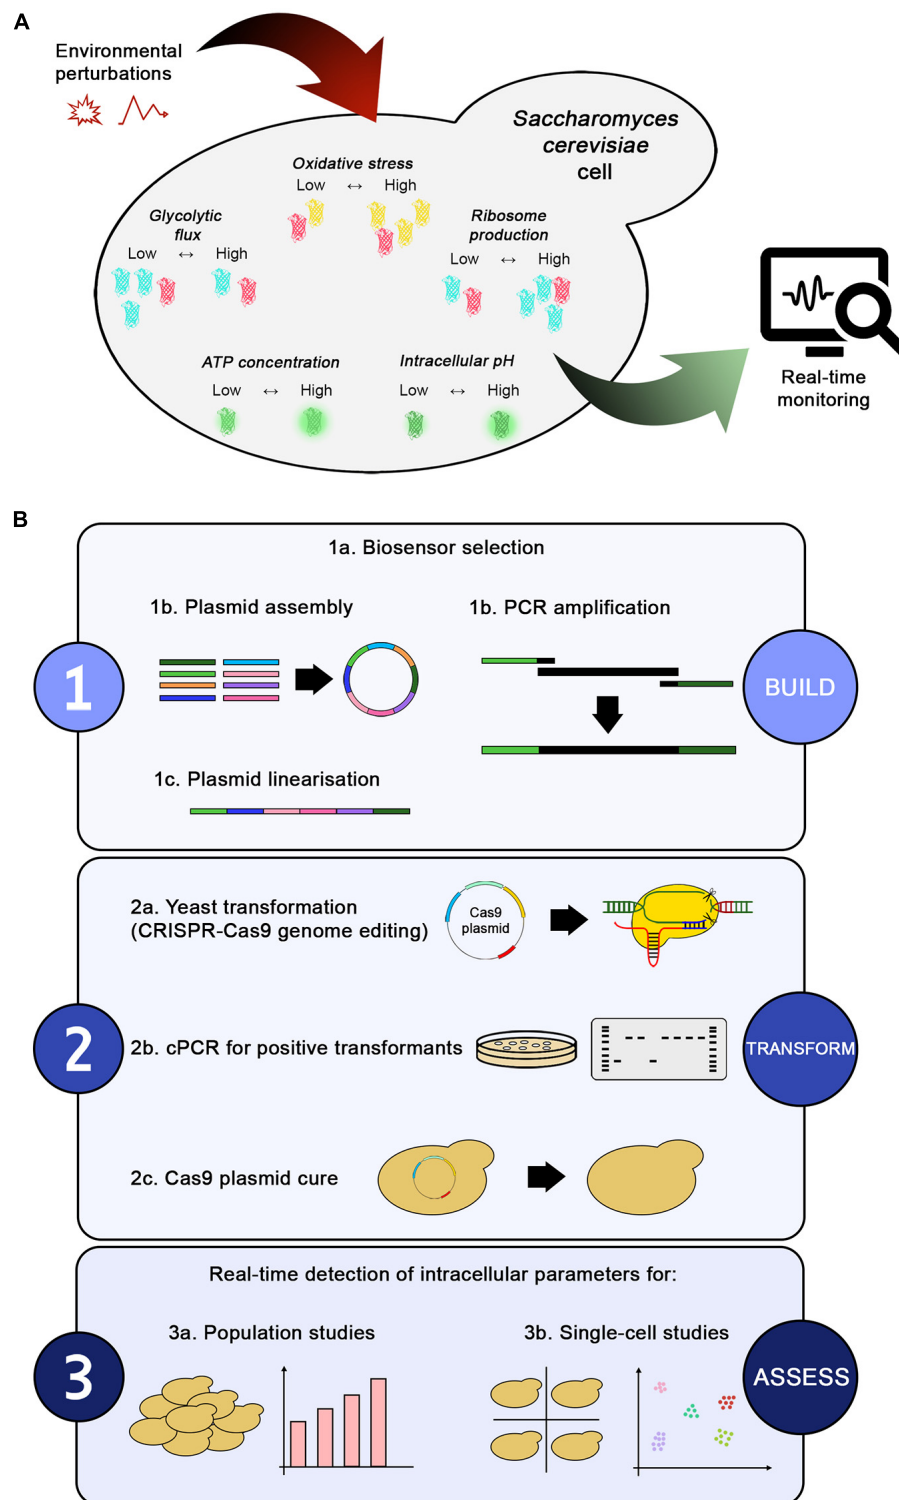 A
Environmental
perturbations
Saccharomyces
cerevisiae
cell
Oxidative stress
Low ↔ High
Glycolytic
flux
Low ↔ High
Ribosome
production
Low ↔ High
ATP concentration
Low ↔ High
Intracellular pH
Low ↔ High
Real-time
monitoring
B
1
1a. Biosensor selection
1b. Plasmid assembly
1b. PCR amplification
1c. Plasmid linearisation
BUILD
2
2a. Yeast transformation
(CRISPR-Cas9 genome editing)
Cas9
plasmid
2b. cPCR for positive transformants
2c. Cas9 plasmid cure
TRANSFORM
3
Real-time detection of intracellular parameters for:
3a. Population studies
3b. Single-cell studies
ASSESS